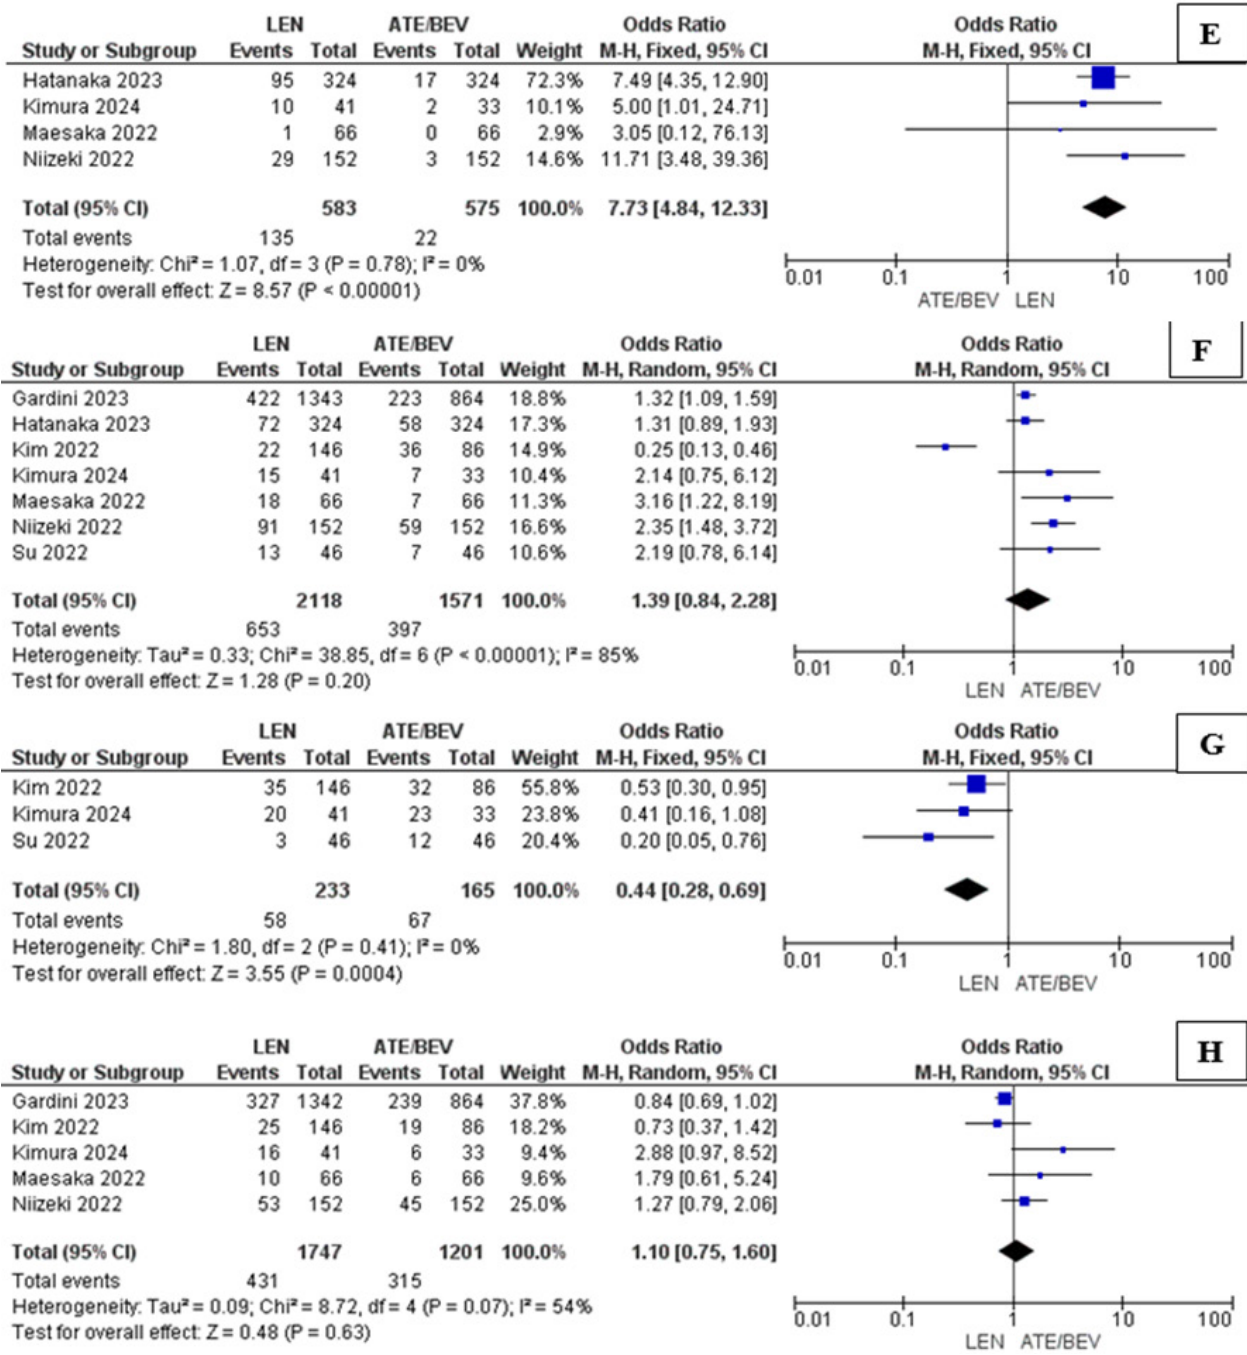 LEN ATE/BEV Odds Ratio Odds Ratio E
Study or Subgroup Events Total Events Total Weight M-H, Fixed, 95% CI M-H, Fixed, 95% CI
Hatanaka 2023 95 324 17 324 72.3% 7.49 [4.35, 12.90]
Kimura 2024 10 41 2 33 10.1% 5.00 [1.01, 24.71]
Maesaka 2022 1 66 0 66 2.9% 3.05 [0.12, 76.13]
Niizeki 2022 29 152 3 152 14.6% 11.71 [3.48, 39.36]
Total (95% CI) 583 575 100.0% 7.73 [4.84, 12.33]
Total events 135 22
Heterogeneity: Chi² = 1.07, df = 3 (P = 0.78); I² = 0%
Test for overall effect: Z = 8.57 (P < 0.00001)
0.01 0.1 1 10 100
ATE/BEV LEN
LEN ATE/BEV Odds Ratio Odds Ratio F
Study or Subgroup Events Total Events Total Weight M-H, Random, 95% CI M-H, Random, 95% CI
Gardini 2023 422 1343 223 864 18.8% 1.32 [1.09, 1.59]
Hatanaka 2023 72 324 58 324 17.3% 1.31 [0.89, 1.93]
Kim 2022 22 146 36 86 14.9% 0.25 [0.13, 0.46]
Kimura 2024 15 41 7 33 10.4% 2.14 [0.75, 6.12]
Maesaka 2022 18 66 7 66 11.3% 3.16 [1.22, 8.19]
Niizeki 2022 91 152 59 152 16.6% 2.35 [1.48, 3.72]
Su 2022 13 46 7 46 10.6% 2.19 [0.78, 6.14]
Total (95% CI) 2118 1571 100.0% 1.39 [0.84, 2.28]
Total events 653 397
Heterogeneity: Tau² = 0.33; Chi² = 38.85, df = 6 (P < 0.00001); I² = 85%
Test for overall effect: Z = 1.28 (P = 0.20)
0.01 0.1 1 10 100
LEN ATE/BEV
LEN ATE/BEV Odds Ratio Odds Ratio G
Study or Subgroup Events Total Events Total Weight M-H, Fixed, 95% CI M-H, Fixed, 95% CI
Kim 2022 35 146 32 86 55.8% 0.53 [0.30, 0.95]
Kimura 2024 20 41 23 33 23.8% 0.41 [0.16, 1.08]
Su 2022 3 46 12 46 20.4% 0.20 [0.05, 0.76]
Total (95% CI) 233 165 100.0% 0.44 [0.28, 0.69]
Total events 58 67
Heterogeneity: Chi² = 1.80, df = 2 (P = 0.41); I² = 0%
Test for overall effect: Z = 3.55 (P = 0.0004)
0.01 0.1 1 10 100
LEN ATE/BEV
LEN ATE/BEV Odds Ratio Odds Ratio H
Study or Subgroup Events Total Events Total Weight M-H, Random, 95% CI M-H, Random, 95% CI
Gardini 2023 327 1342 239 864 37.8% 0.84 [0.69, 1.02]
Kim 2022 25 146 19 86 18.2% 0.73 [0.37, 1.42]
Kimura 2024 16 41 6 33 9.4% 2.88 [0.97, 8.52]
Maesaka 2022 10 66 6 66 9.6% 1.79 [0.61, 5.24]
Niizeki 2022 53 152 45 152 25.0% 1.27 [0.79, 2.06]
Total (95% CI) 1747 1201 100.0% 1.10 [0.75, 1.60]
Total events 431 315
Heterogeneity: Tau² = 0.09; Chi² = 8.72, df = 4 (P = 0.07); I² = 54%
Test for overall effect: Z = 0.48 (P = 0.63)
0.01 0.1 1 10 100
LEN ATE/BEV